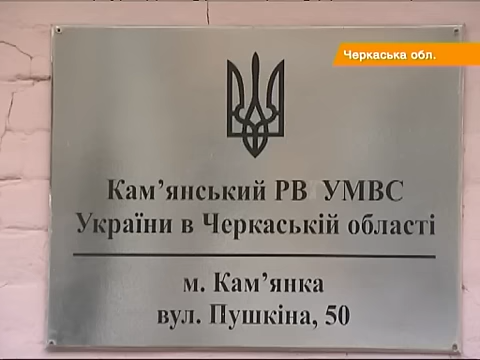 Черкаська обл.
Кам’янський РВ УМВС
України в Черкаській області
м. Кам’янка
вул. Пушкіна, 50